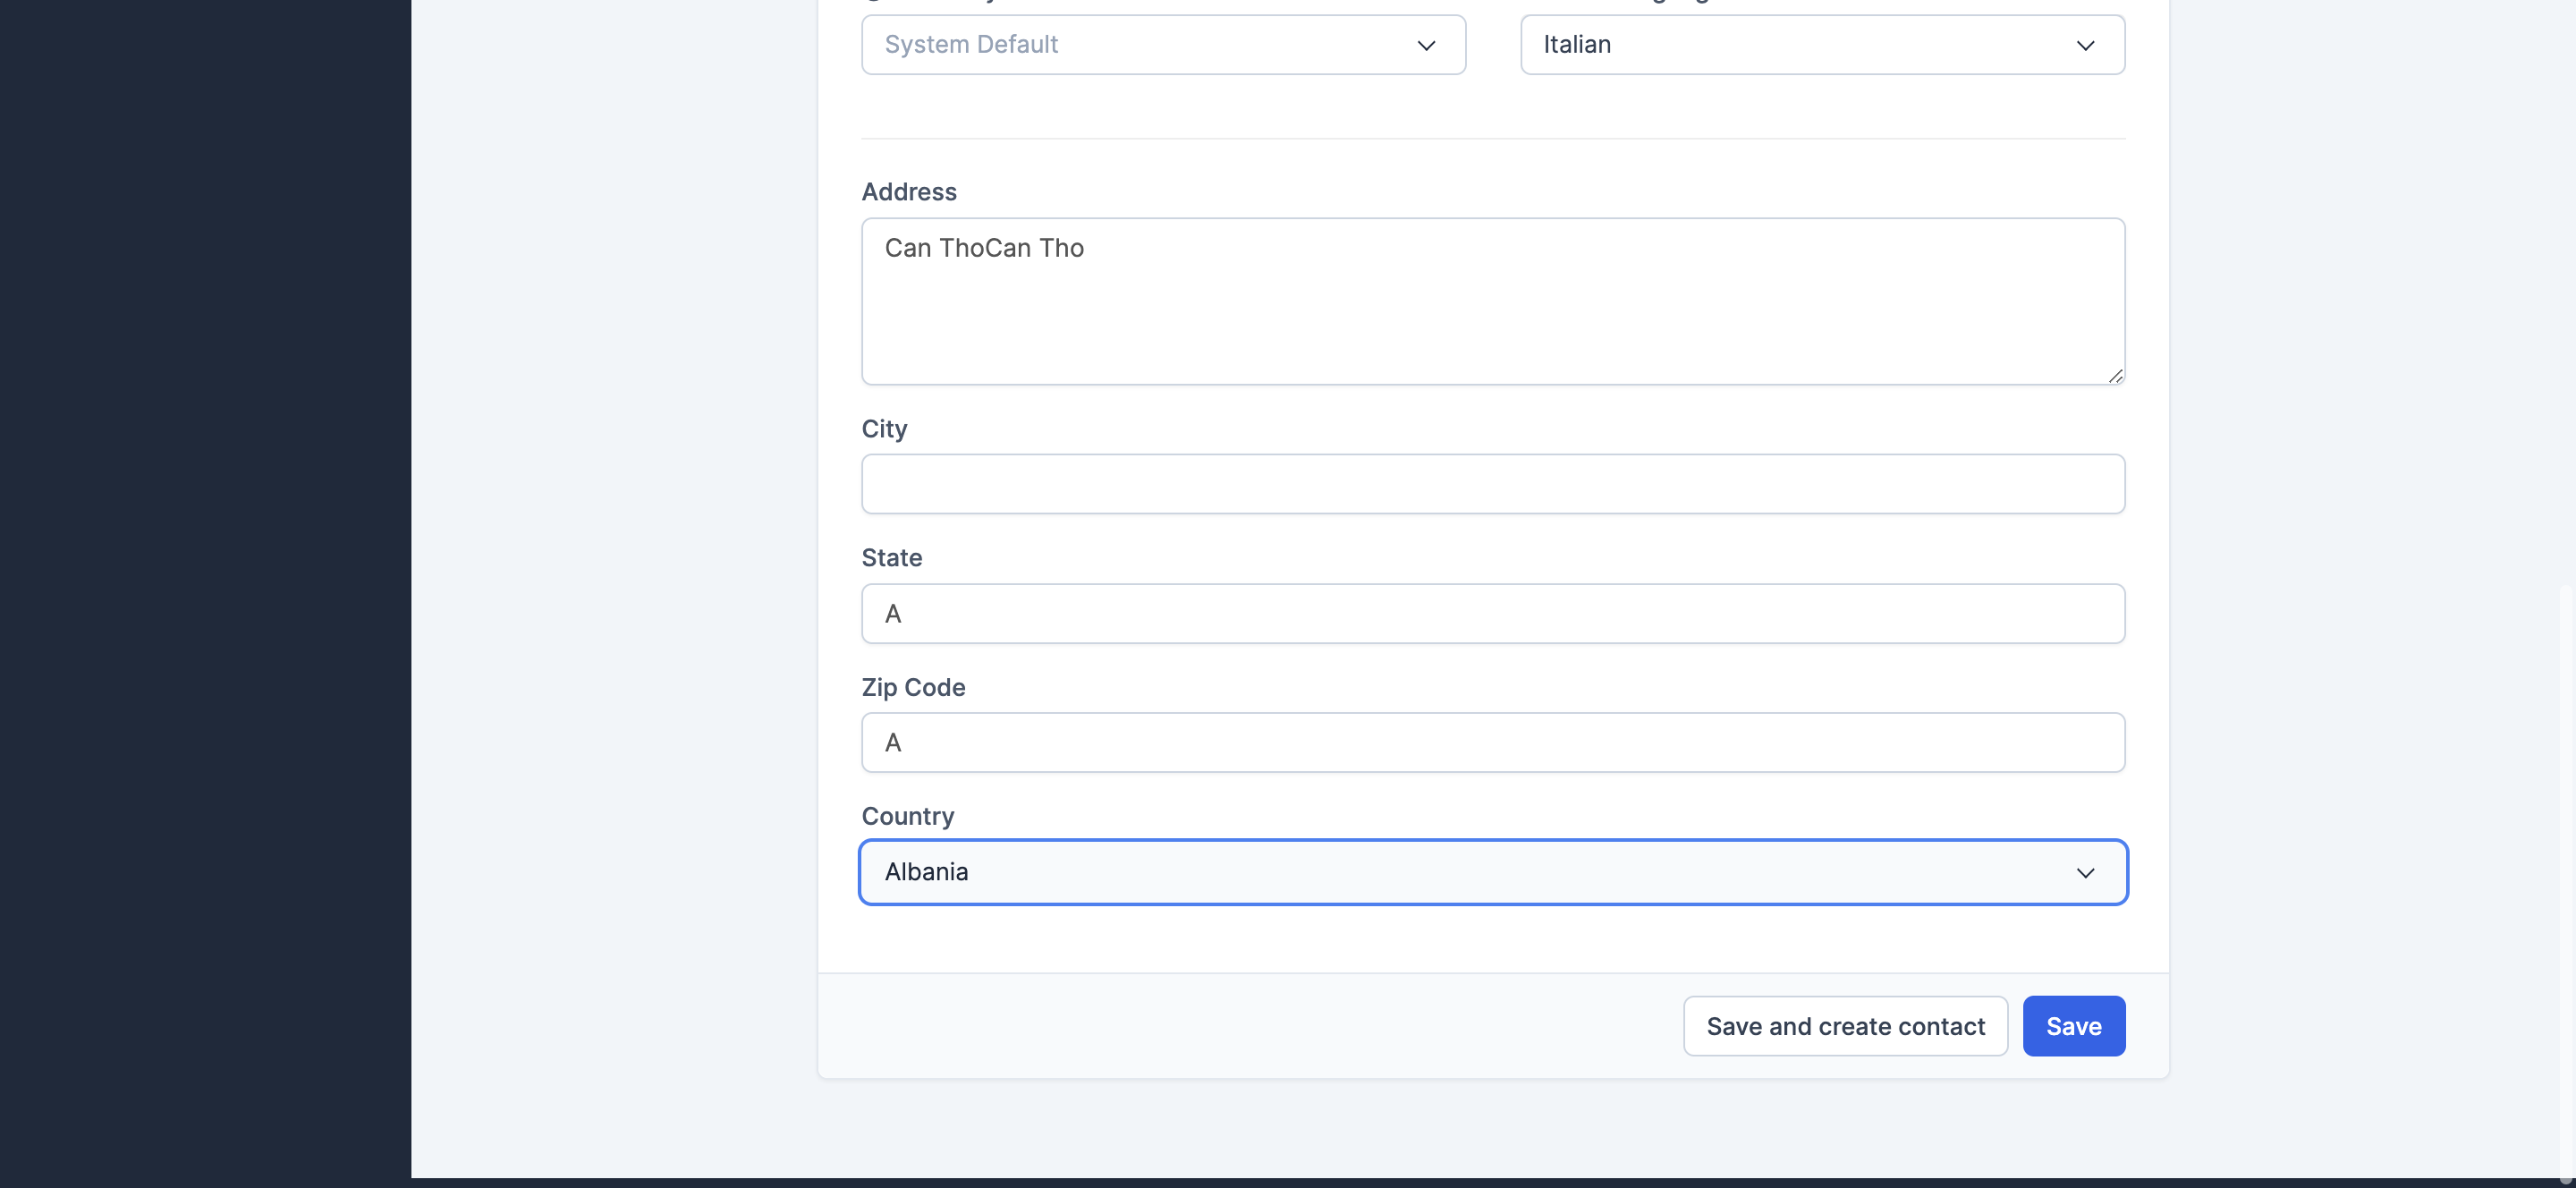 System Default
Italian
Address
Can ThoCan Tho
City
State
A
Zip Code
A
Country
Albania
Save and create contact
Save